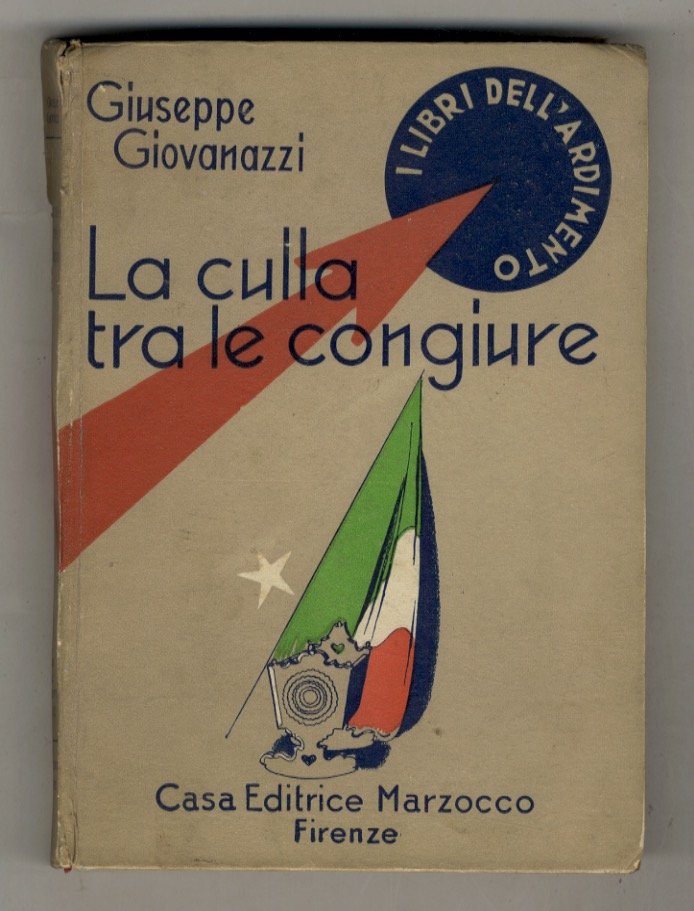 Giuseppe
Giovanazzi
I LIBRI DELL'ARDIMENTO
La culla
tra le congiure
Casa Editrice Marzocco
Firenze